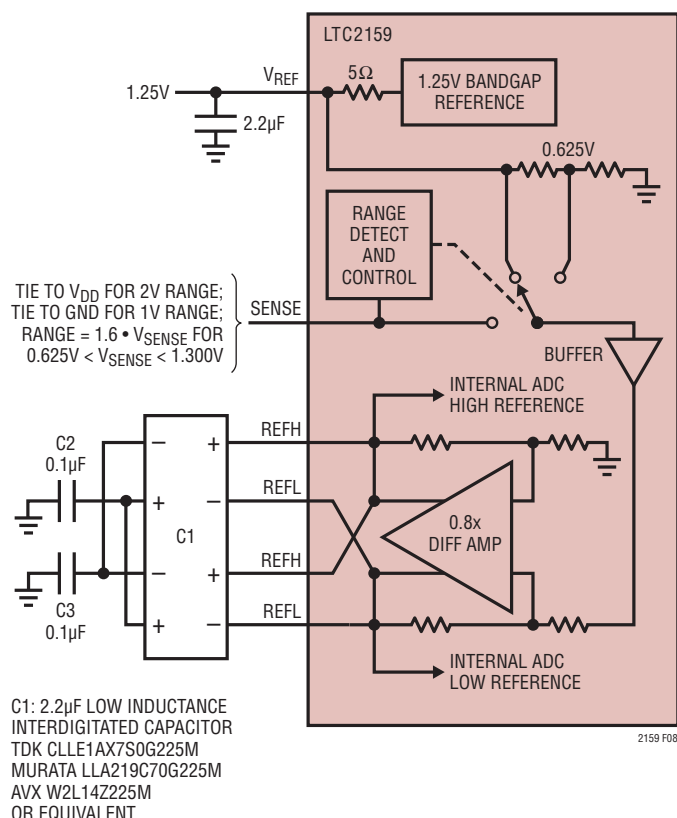 LTC2159
1.25V
VREF
5Ω
1.25V BANDGAP
REFERENCE
2.2µF
0.625V
RANGE
DETECT
AND
CONTROL
TIE TO VDD FOR 2V RANGE;
TIE TO GND FOR 1V RANGE;
RANGE = 1.6 • VSENSE FOR
0.625V < VSENSE < 1.300V
SENSE
BUFFER
INTERNAL ADC
HIGH REFERENCE
C2
0.1µF
– +
REFH
+ –
REFL
C1
0.8x
DIFF AMP
– +
REFH
C3
0.1µF
+ –
REFL
INTERNAL ADC
LOW REFERENCE
C1: 2.2µF LOW INDUCTANCE
INTERDIGITATED CAPACITOR
TDK CLLE1AX7S0G225M
MURATA LLA219C70G225M
AVX W2L14Z225M
OR EQUIVALENT
2159 F08